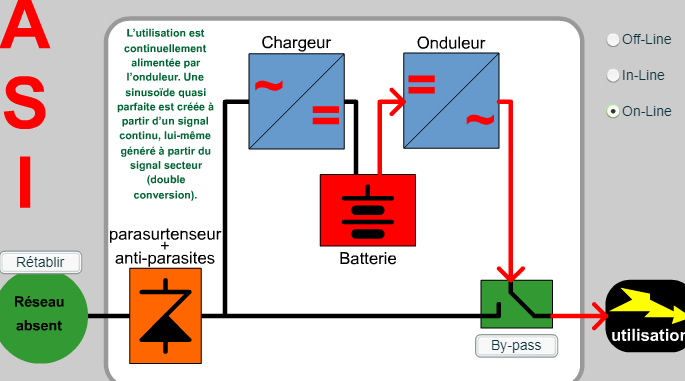 A
S
I
L'utilisation est
continuellement
alimentée par
l'onduleur. Une
sinusoïde quasi
parfaite est créée à
partir d'un signal
continu, lui-même
généré à partir du
signal secteur
(double
conversion).
Chargeur
Onduleur
Off-Line
In-Line
On-Line
~
=
=
~
Batterie
parasurtenseur
+
anti-parasites
Rétablir
Réseau
absent
By-pass
utilisation